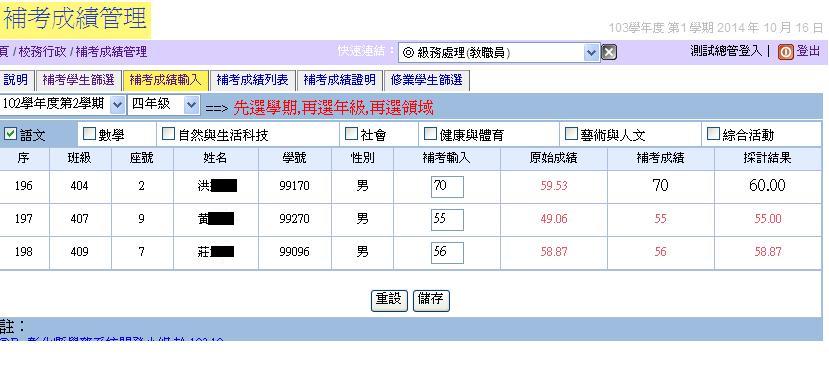 補考成績管理
103學年度 第1學期 2014 年 10 月 16 日
頁 / 校務行政 / 補考成績管理 快速連結： ◎ 級務處理(教職員) 測試總管登入 | 登出
說明 補考學生篩選 補考成績輸入 補考成績列表 補考成績證明 修業學生篩選
102學年度第2學期 四年級 ==> 先選學期,再選年級,再選領域
語文 數學 自然與生活科技 社會 健康與體育 藝術與人文 綜合活動
序 班級 座號 姓名 學號 性別 補考輸入 原始成績 補考成績 採計結果
196 404 2 洪 99170 男 70 59.53 70 60.00
197 407 9 黃 99270 男 55 49.06 55 55.00
198 409 7 莊 99096 男 56 58.87 56 58.87
重設 儲存
註：